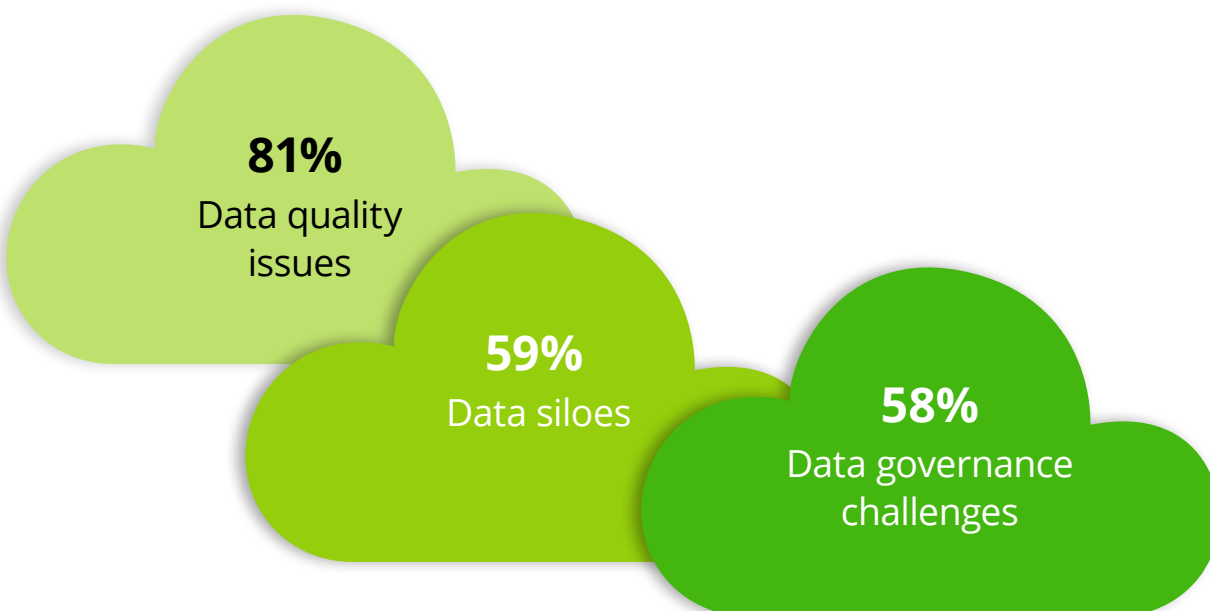 81%
Data quality
issues
59%
Data siloes
58%
Data governance
challenges